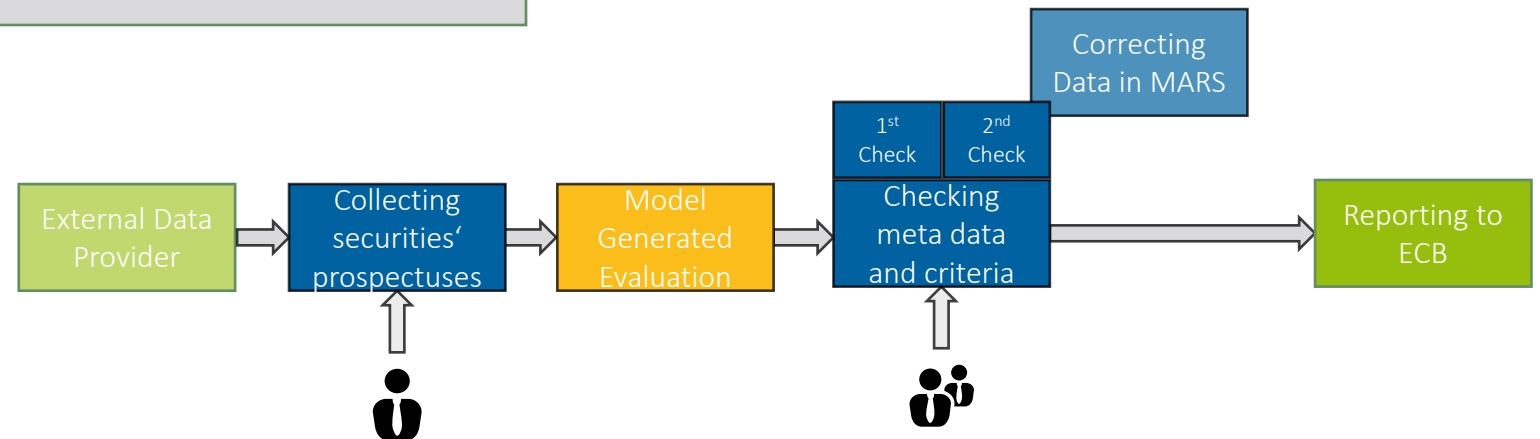 Correcting
Data in MARS
1st
Check
2nd
Check
External Data
Provider
Collecting
securities‘
prospectuses
Model
Generated
Evaluation
Checking
meta data
and criteria
Reporting to
ECB